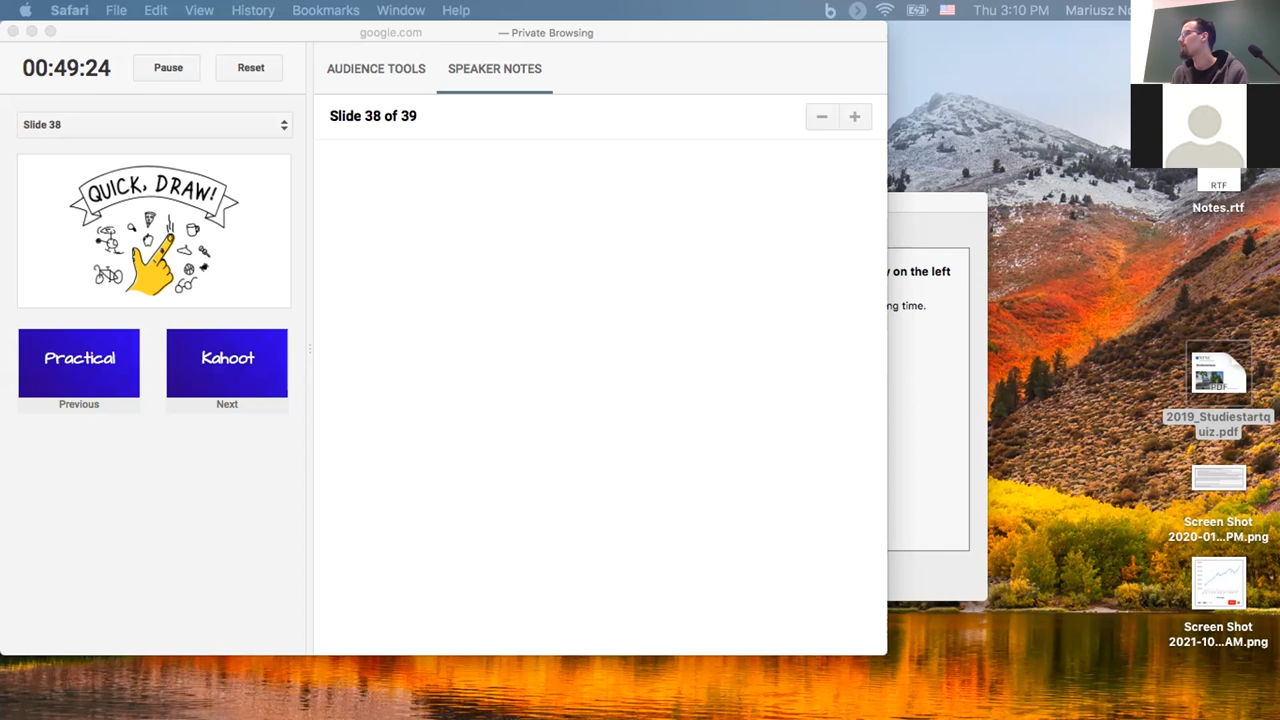 Safari File Edit View History Bookmarks Window Help Thu 3:10 PM Mariusz No
google.com — Private Browsing
00:49:24 Pause Reset
AUDIENCE TOOLS SPEAKER NOTES
Slide 38 of 39
Slide 38
QUICK, DRAW!
Practical
Previous
Kahoot
Next
y on the left
ng time.
RTF
Notes.rtf
PDF
2019_Studiestartq
uiz.pdf
Screen Shot
2020-01...PM.png
Screen Shot
2021-10...AM.png